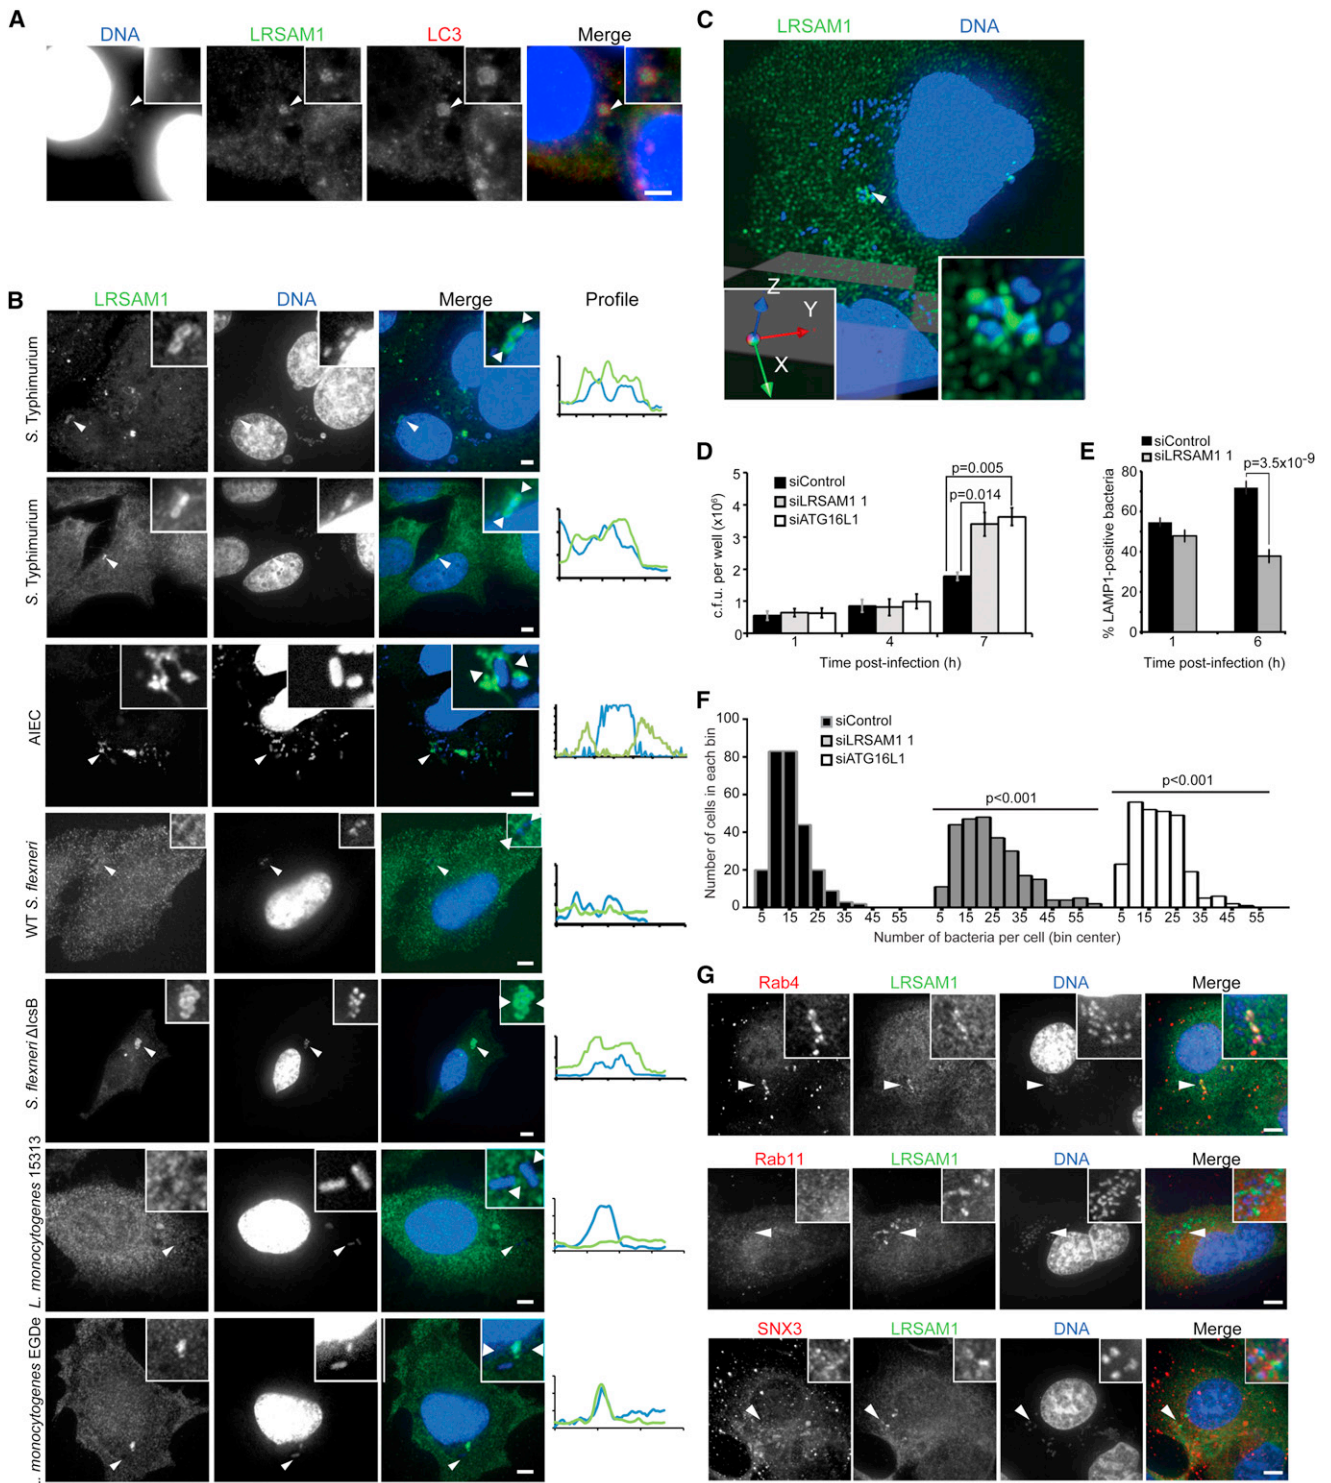 A
DNA
LRSAM1
LC3
Merge
B
LRSAM1
DNA
Merge
Profile
S. Typhimurium
S. Typhimurium
AIEC
WT S. flexneri
S. flexneri ΔIcsB
L. monocytogenes 15313
L. monocytogenes EGDe
C
LRSAM1
DNA
Z
Y
X
D
siControl
siLRSAM1 1
siATG16L1
p=0.005
p=0.014
c.f.u. per well (x10⁶)
5
4
3
2
1
0
1
4
7
Time post-infection (h)
E
siControl
siLRSAM1 1
p=3.5x10⁻⁹
% LAMP1-positive bacteria
80
60
40
20
0
1
6
Time post-infection (h)
F
siControl
siLRSAM1 1
siATG16L1
p<0.001
p<0.001
Number of cells in each bin
100
80
60
40
20
0
5 15 25 35 45 55
5 15 25 35 45 55
5 15 25 35 45 55
Number of bacteria per cell (bin center)
G
Rab4
LRSAM1
DNA
Merge
Rab11
LRSAM1
DNA
Merge
SNX3
LRSAM1
DNA
Merge